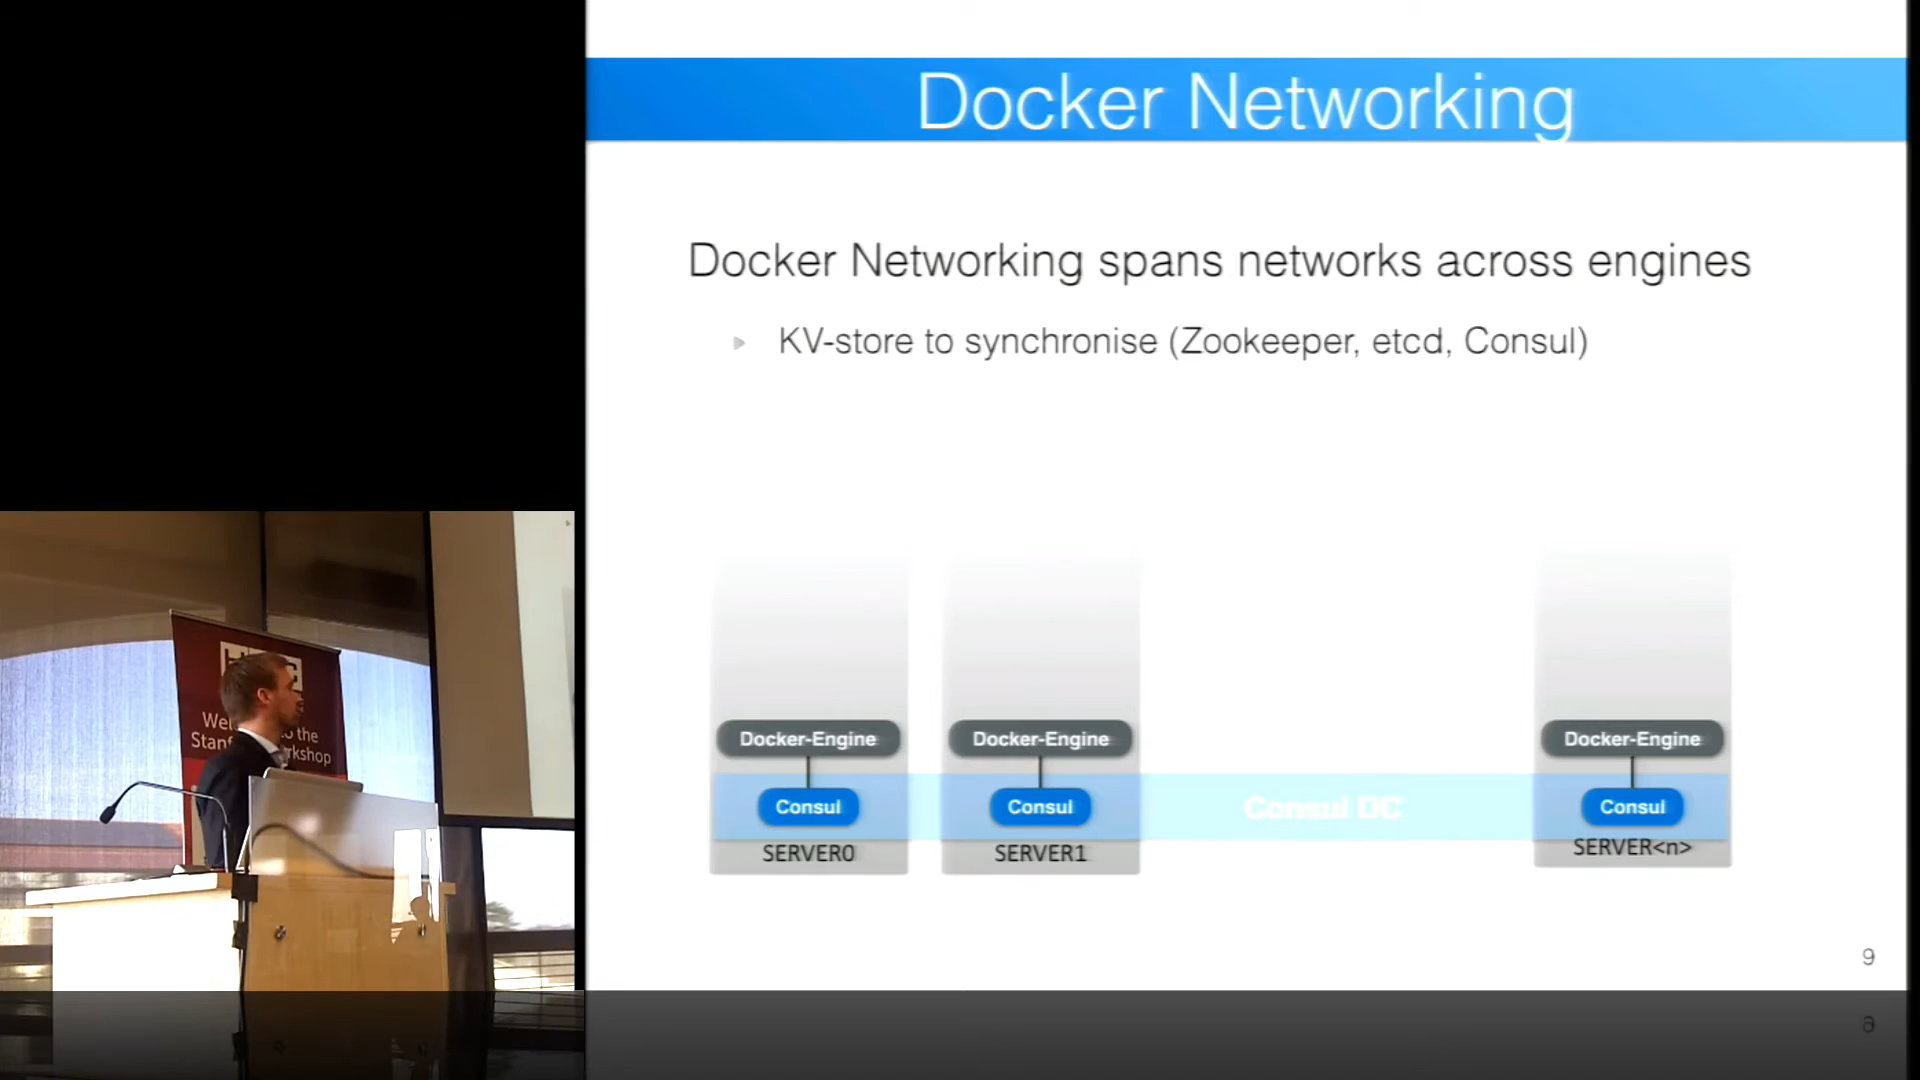 Docker Networking
Docker Networking spans networks across engines
KV-store to synchronise (Zookeeper, etcd, Consul)
Docker-Engine Docker-Engine Docker-Engine
Consul Consul Consul DC Consul
SERVER0 SERVER1 SERVER<n>
9
the